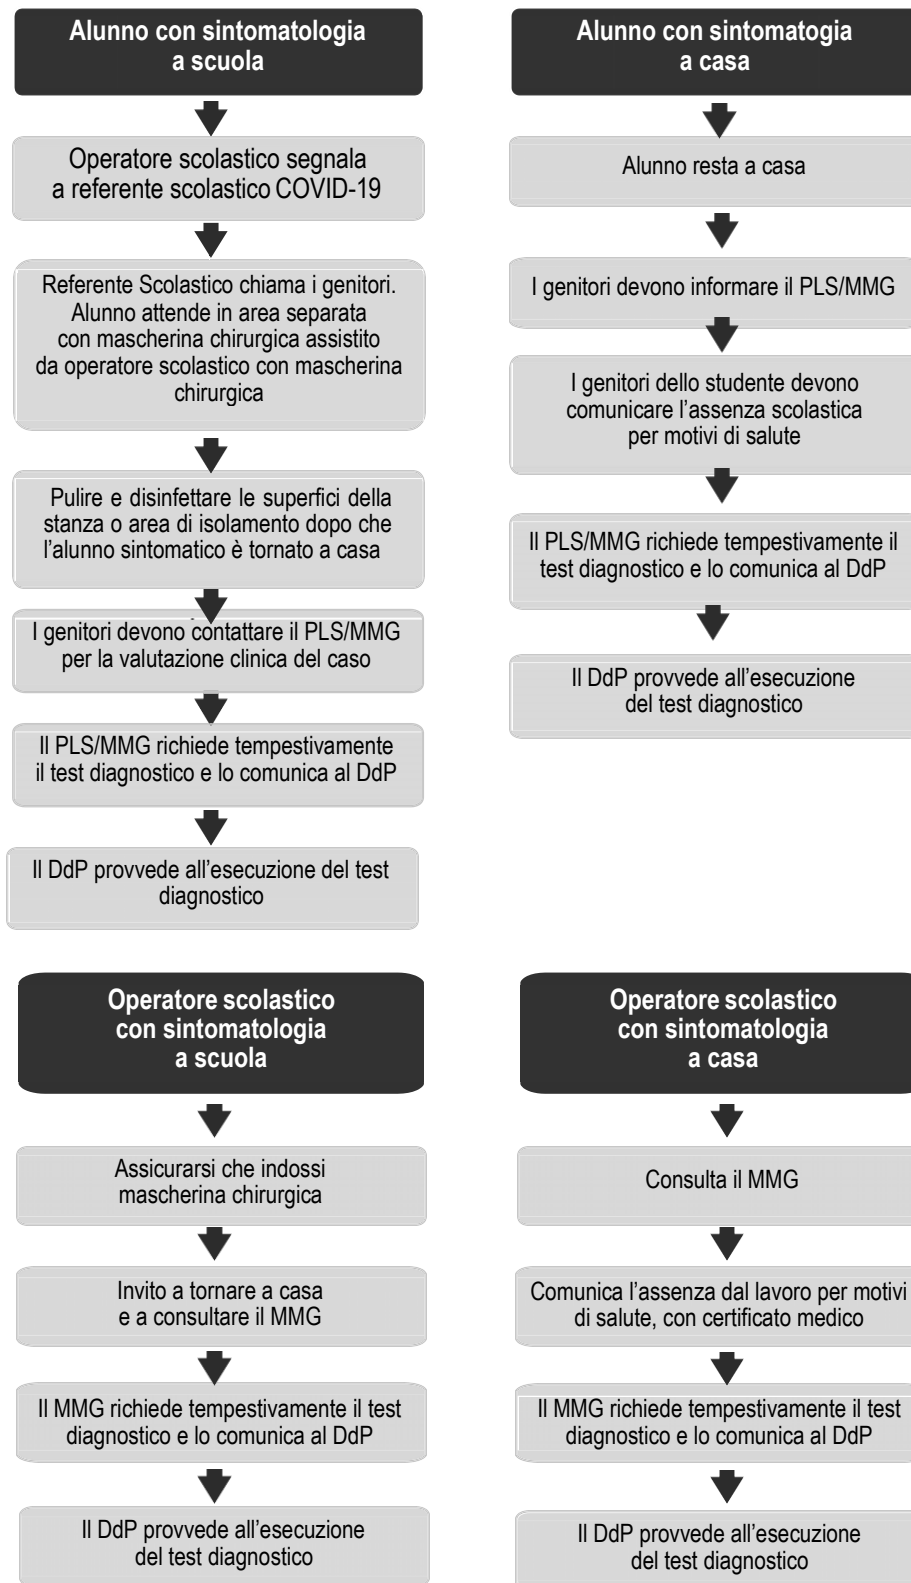 Alunno con sintomatologia
a scuola
Operatore scolastico segnala
a referente scolastico COVID-19
Referente Scolastico chiama i genitori.
Alunno attende in area separata
con mascherina chirurgica assistito
da operatore scolastico con mascherina
chirurgica
Pulire e disinfettare le superfici della
stanza o area di isolamento dopo che
l'alunno sintomatico è tornato a casa
I genitori devono contattare il PLS/MMG
per la valutazione clinica del caso
Il PLS/MMG richiede tempestivamente
il test diagnostico e lo comunica al DdP
Il DdP provvede all'esecuzione del test
diagnostico
Alunno con sintomatogia
a casa
Alunno resta a casa
I genitori devono informare il PLS/MMG
I genitori dello studente devono
comunicare l'assenza scolastica
per motivi di salute
Il PLS/MMG richiede tempestivamente il
test diagnostico e lo comunica al DdP
Il DdP provvede all'esecuzione
del test diagnostico
Operatore scolastico
con sintomatologia
a scuola
Assicurarsi che indossi
mascherina chirurgica
Invito a tornare a casa
e a consultare il MMG
Il MMG richiede tempestivamente il test
diagnostico e lo comunica al DdP
Il DdP provvede all'esecuzione
del test diagnostico
Operatore scolastico
con sintomatologia
a casa
Consulta il MMG
Comunica l'assenza dal lavoro per motivi
di salute, con certificato medico
Il MMG richiede tempestivamente il test
diagnostico e lo comunica al DdP
Il DdP provvede all'esecuzione
del test diagnostico